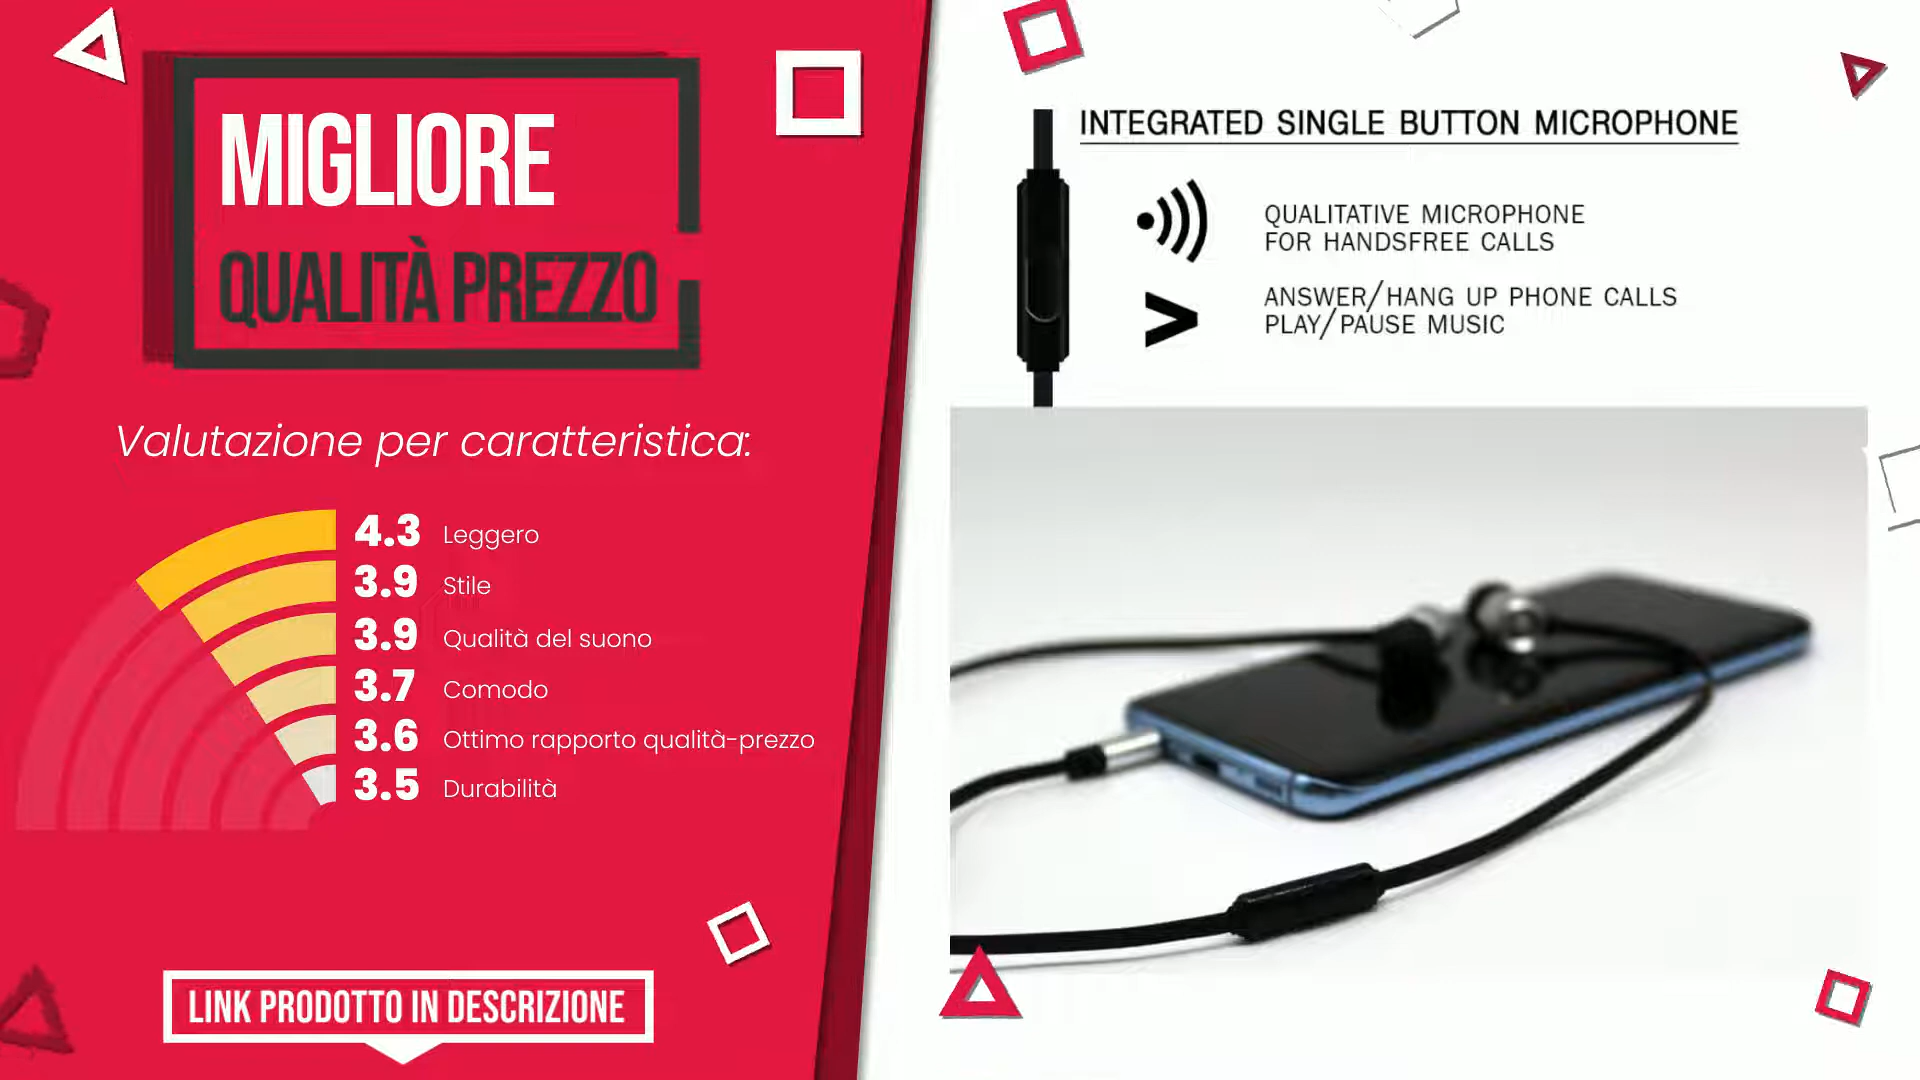 MIGLIORE
QUALITÀ PREZZO
Valutazione per caratteristica:
4.3 Leggero
3.9 Stile
3.9 Qualità del suono
3.7 Comodo
3.6 Ottimo rapporto qualità-prezzo
3.5 Durabilità
LINK PRODOTTO IN DESCRIZIONE
INTEGRATED SINGLE BUTTON MICROPHONE
QUALITATIVE MICROPHONE
FOR HANDSFREE CALLS
ANSWER/HANG UP PHONE CALLS
PLAY/PAUSE MUSIC